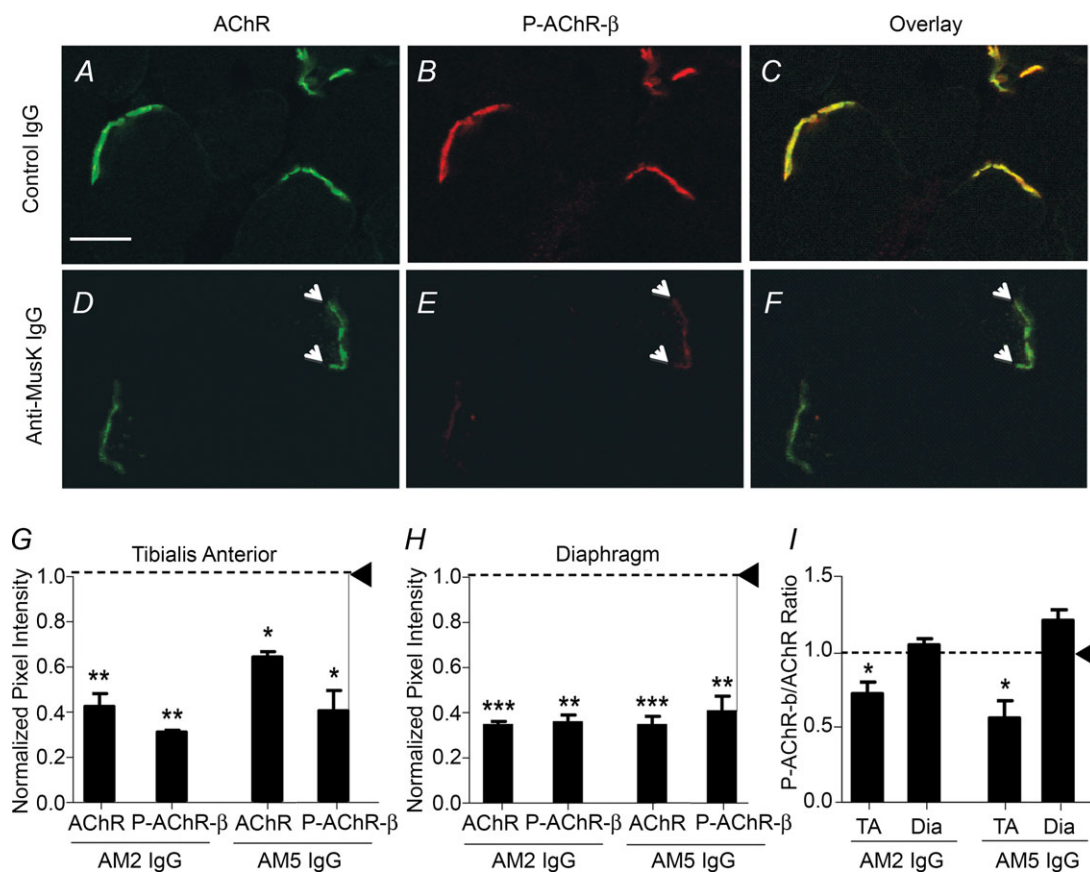 AChR P-AChR-β Overlay
Control IgG
A B C
Anti-MusK IgG
D E F
G Tibialis Anterior
Normalized Pixel Intensity
1.0
0.8
0.6
0.4
0.2
0.0
* *
** **
AChR P-AChR-β AChR P-AChR-β
AM2 IgG AM5 IgG
H Diaphragm
Normalized Pixel Intensity
1.0
0.8
0.6
0.4
0.2
0.0
*** ** *** **
AChR P-AChR-β AChR P-AChR-β
AM2 IgG AM5 IgG
I
P-AChR-b/AChR Ratio
1.5
1.0
0.5
0.0
* *
TA Dia TA Dia
AM2 IgG AM5 IgG